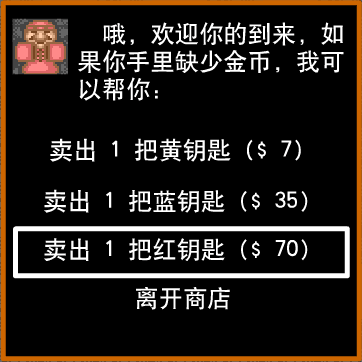 哦，欢迎你的到来，如
果你手里缺少金币，我可
以帮你：
卖出 1 把黄钥匙（$ 7）
卖出 1 把蓝钥匙（$ 35）
卖出 1 把红钥匙（$ 70）
离开商店